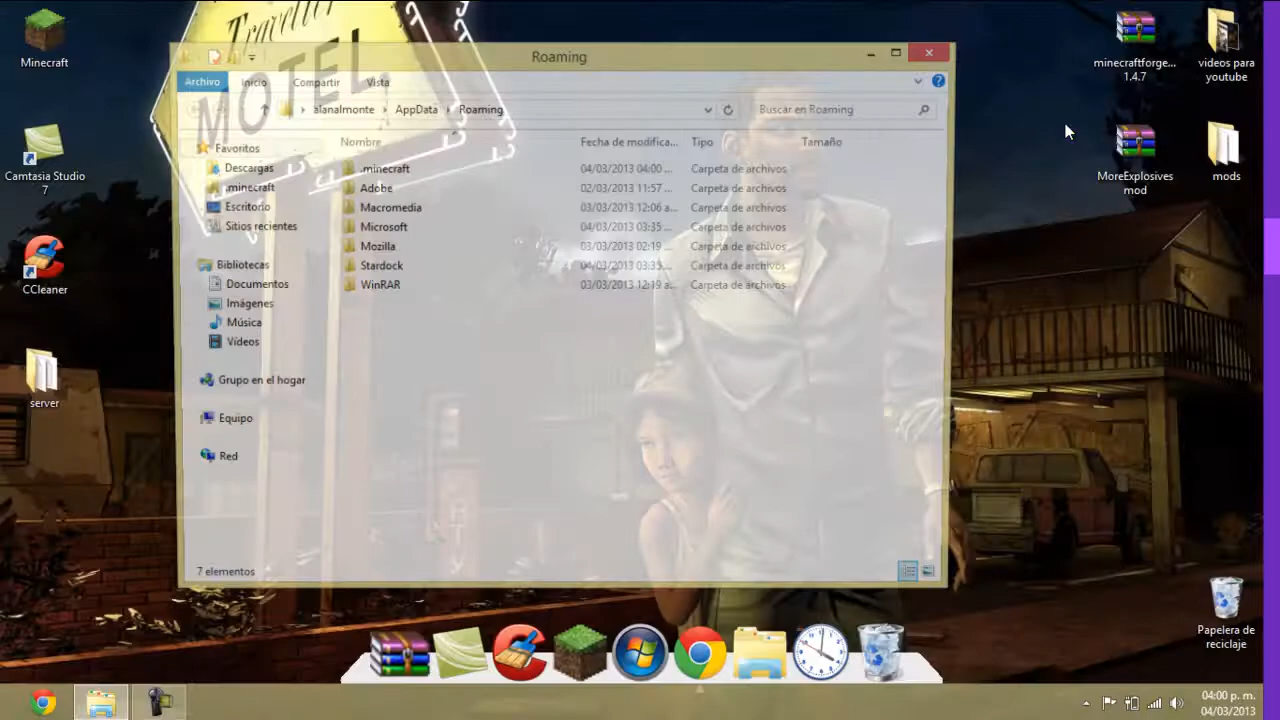 Traveller
MOTEL
Minecraft
Camtasia Studio
7
CCleaner
server
Roaming
Archivo Inicio Compartir Vista
alanalmonte AppData Roaming
Buscar en Roaming
Nombre Fecha de modifica... Tipo Tamaño
Favoritos
Descargas
.minecraft
Escritorio
Sitios recientes
Bibliotecas
Documentos
Imágenes
Música
Vídeos
Grupo en el hogar
Equipo
Red
.minecraft 04/03/2013 04:00 ... Carpeta de archivos
Adobe 02/03/2013 11:57 ... Carpeta de archivos
Macromedia 03/03/2013 12:06 a... Carpeta de archivos
Microsoft 04/03/2013 03:35 ... Carpeta de archivos
Mozilla 03/03/2013 02:19 ... Carpeta de archivos
Stardock 04/03/2013 03:35 ... Carpeta de archivos
WinRAR 03/03/2013 12:19 a... Carpeta de archivos
7 elementos
minecraftforge...
1.4.7
videos para
youtube
MoreExplosives
mod
mods
Papelera de
reciclaje
04:00 p. m.
04/03/2013